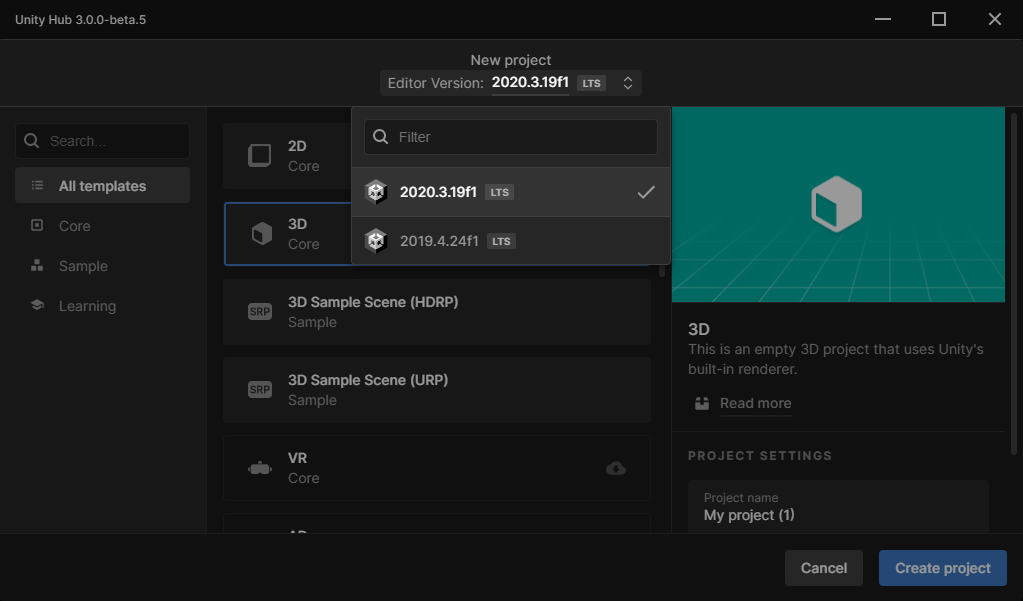 Unity Hub 3.0.0-beta.5
New project
Editor Version: 2020.3.19f1 LTS
Search...
All templates
Core
Sample
Learning
2D
Core
3D
Core
Filter
2020.3.19f1 LTS
2019.4.24f1 LTS
SRP
3D Sample Scene (HDRP)
Sample
SRP
3D Sample Scene (URP)
Sample
VR
Core
3D
This is an empty 3D project that uses Unity's
built-in renderer.
Read more
PROJECT SETTINGS
Project name
My project (1)
Cancel
Create project